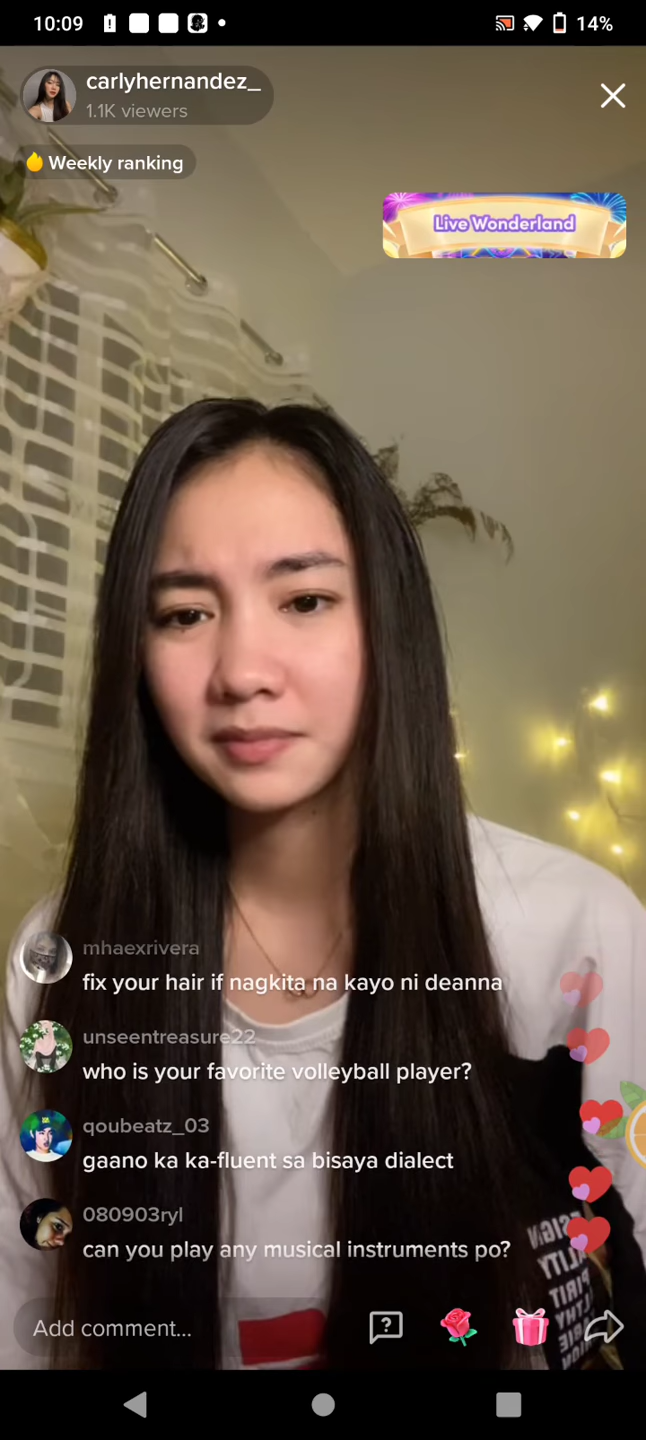 10:09
14%
carlyhernandez_
1.1K viewers
Weekly ranking
Live Wonderland
mhaexrivera
fix your hair if nagkita na kayo ni deanna
unseentreasure22
who is your favorite volleyball player?
qoubeatz_03
gaano ka ka-fluent sa bisaya dialect
080903ryl
can you play any musical instruments po?
Add comment...